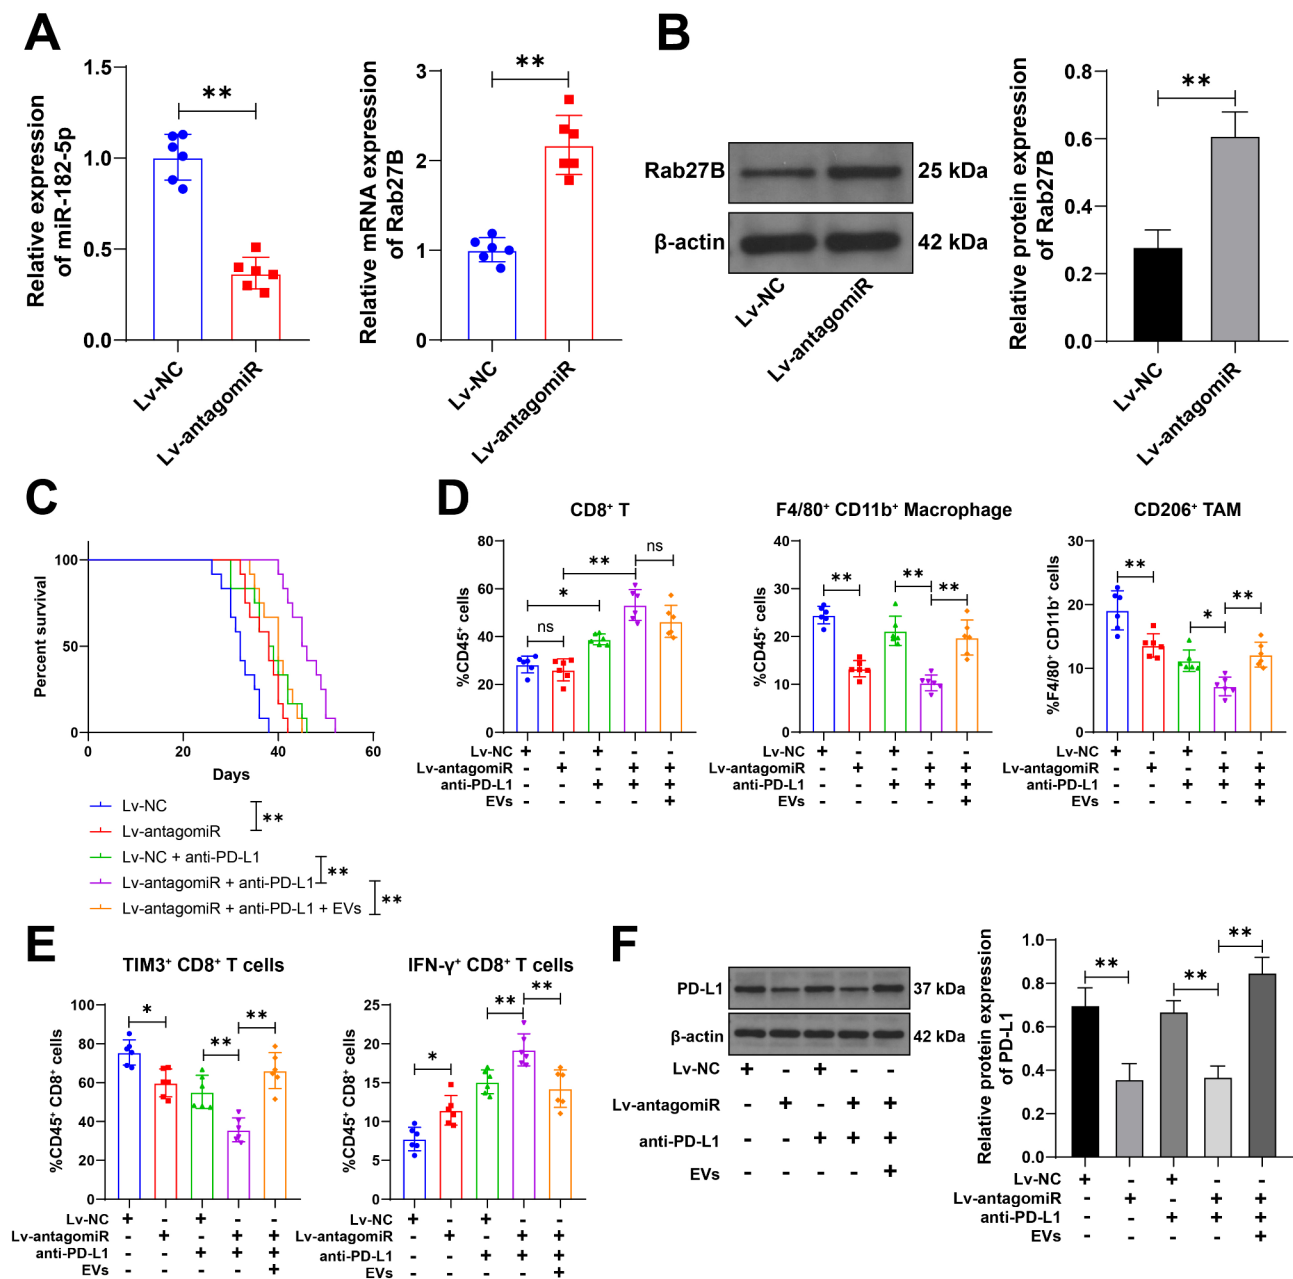 A
Relative expression
of miR-182-5p
1.5
1.0
0.5
0.0
**
Lv-NC
Lv-antagomiR
Relative mRNA expression
of Rab27B
3
2
1
0
**
Lv-NC
Lv-antagomiR
B
Rab27B
25 kDa
β-actin
42 kDa
Lv-NC
Lv-antagomiR
Relative protein expression
of Rab27B
0.8
0.6
0.4
0.2
0.0
**
Lv-NC
Lv-antagomiR
C
Percent survival
100
50
0
0 20 40 60
Days
Lv-NC
Lv-antagomiR
Lv-NC + anti-PD-L1
Lv-antagomiR + anti-PD-L1
Lv-antagomiR + anti-PD-L1 + EVs
**
**
**
D
CD8⁺ T
%CD45⁺ cells
80
60
40
20
0
ns
*
**
ns
Lv-NC + - + - -
Lv-antagomiR - + - + +
anti-PD-L1 - - + + +
EVs - - - - +
F4/80⁺ CD11b⁺ Macrophage
%CD45⁺ cells
40
30
20
10
0
**
**
**
Lv-NC + - + - -
Lv-antagomiR - + - + +
anti-PD-L1 - - + + +
EVs - - - - +
CD206⁺ TAM
%F4/80⁺ CD11b⁺ cells
30
20
10
0
**
*
**
Lv-NC + - + - -
Lv-antagomiR - + - + +
anti-PD-L1 - - + + +
EVs - - - - +
E
TIM3⁺ CD8⁺ T cells
%CD45⁺ CD8⁺ cells
100
80
60
40
20
0
*
**
**
Lv-NC + - + - -
Lv-antagomiR - + - + +
anti-PD-L1 - - + + +
EVs - - - - +
IFN-γ⁺ CD8⁺ T cells
%CD45⁺ CD8⁺ cells
25
20
15
10
5
0
*
**
**
Lv-NC + - + - -
Lv-antagomiR - + - + +
anti-PD-L1 - - + + +
EVs - - - - +
F
PD-L1
37 kDa
β-actin
42 kDa
Lv-NC + - + - -
Lv-antagomiR - + - + +
anti-PD-L1 - - + + +
EVs - - - - +
Relative protein expression
of PD-L1
1.0
0.8
0.6
0.4
0.2
0.0
**
**
**
Lv-NC + - + - -
Lv-antagomiR - + - + +
anti-PD-L1 - - + + +
EVs - - - - +